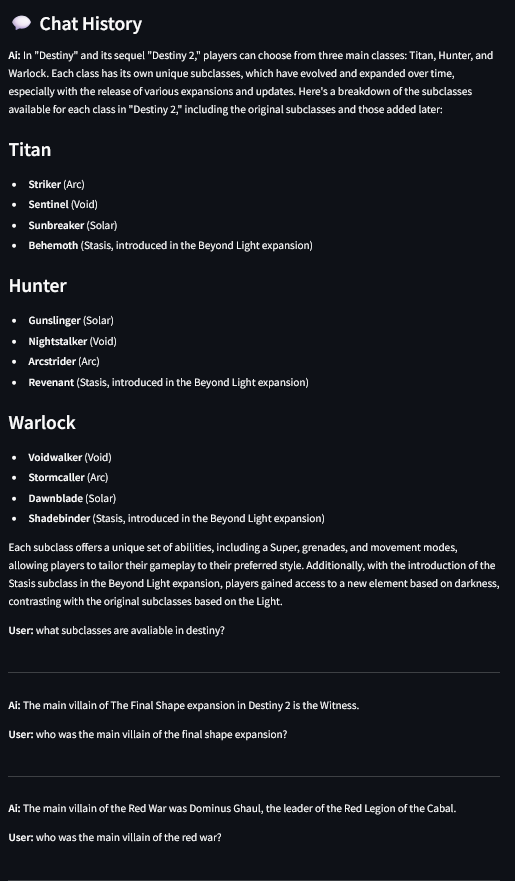 💬 Chat History
Ai: In "Destiny" and its sequel "Destiny 2," players can choose from three main classes: Titan, Hunter, and
Warlock. Each class has its own unique subclasses, which have evolved and expanded over time,
especially with the release of various expansions and updates. Here's a breakdown of the subclasses
available for each class in "Destiny 2," including the original subclasses and those added later:
Titan
• Striker (Arc)
• Sentinel (Void)
• Sunbreaker (Solar)
• Behemoth (Stasis, introduced in the Beyond Light expansion)
Hunter
• Gunslinger (Solar)
• Nightstalker (Void)
• Arcstrider (Arc)
• Revenant (Stasis, introduced in the Beyond Light expansion)
Warlock
• Voidwalker (Void)
• Stormcaller (Arc)
• Dawnblade (Solar)
• Shadebinder (Stasis, introduced in the Beyond Light expansion)
Each subclass offers a unique set of abilities, including a Super, grenades, and movement modes,
allowing players to tailor their gameplay to their preferred style. Additionally, with the introduction of the
Stasis subclass in the Beyond Light expansion, players gained access to a new element based on darkness,
contrasting with the original subclasses based on the Light.
User: what subclasses are avaliable in destiny?
Ai: The main villain of The Final Shape expansion in Destiny 2 is the Witness.
User: who was the main villain of the final shape expansion?
Ai: The main villain of the Red War was Dominus Ghaul, the leader of the Red Legion of the Cabal.
User: who was the main villain of the red war?